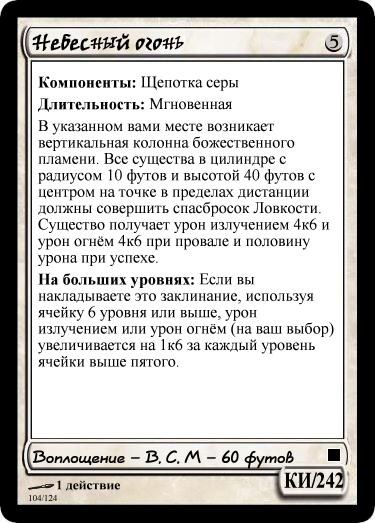 Небесный огонь 5
Компоненты: Щепотка серы
Длительность: Мгновенная
В указанном вами месте возникает
вертикальная колонна божественного
пламени. Все существа в цилиндре с
радиусом 10 футов и высотой 40 футов с
центром на точке в пределах дистанции
должны совершить спасбросок Ловкости.
Существо получает урон излучением 4к6 и
урон огнём 4к6 при провале и половину
урона при успехе.
На больших уровнях: Если вы
накладываете это заклинание, используя
ячейку 6 уровня или выше, урон
излучением или урон огнём (на ваш выбор)
увеличивается на 1к6 за каждый уровень
ячейки выше пятого.
Воплощение – В, С, М – 60 футов
КИ/242
1 действие
104/124